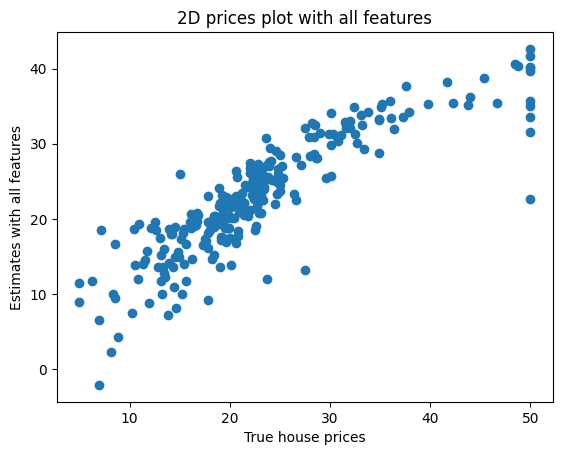 2D prices plot with all features
Estimates with all features
40
30
20
10
0
10 20 30 40 50
True house prices